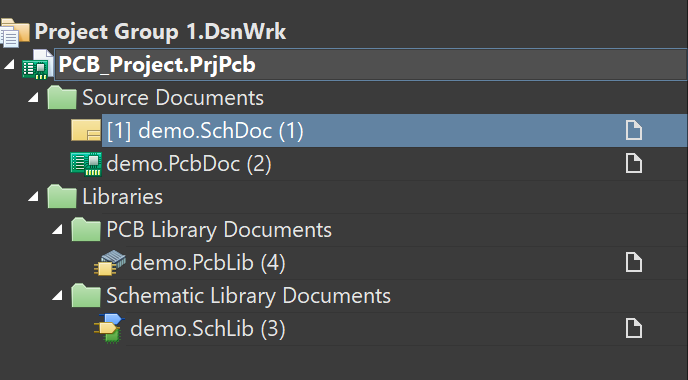 Project Group 1.DsnWrk
PCB_Project.PrjPcb
Source Documents
[1] demo.SchDoc (1)
demo.PcbDoc (2)
Libraries
PCB Library Documents
demo.PcbLib (4)
Schematic Library Documents
demo.SchLib (3)